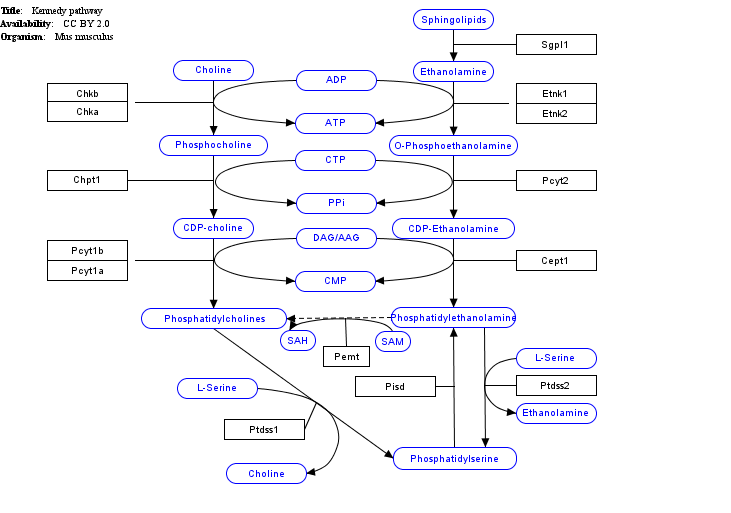 Title: Kennedy pathway
Availability: CC BY 2.0
Organism: Mus musculus
Sphingolipids
Sgpl1
Choline
Ethanolamine
ADP
Chkb
Chka
Etnk1
Etnk2
ATP
Phosphocholine
O-Phosphoethanolamine
CTP
Chpt1
Pcyt2
PPi
CDP-choline
CDP-Ethanolamine
DAG/AAG
Pcyt1b
Pcyt1a
Cept1
CMP
Phosphatidylcholines
Phosphatidylethanolamine
SAH
SAM
Pemt
L-Serine
L-Serine
Pisd
Ptdss2
Ethanolamine
Ptdss1
Phosphatidylserine
Choline